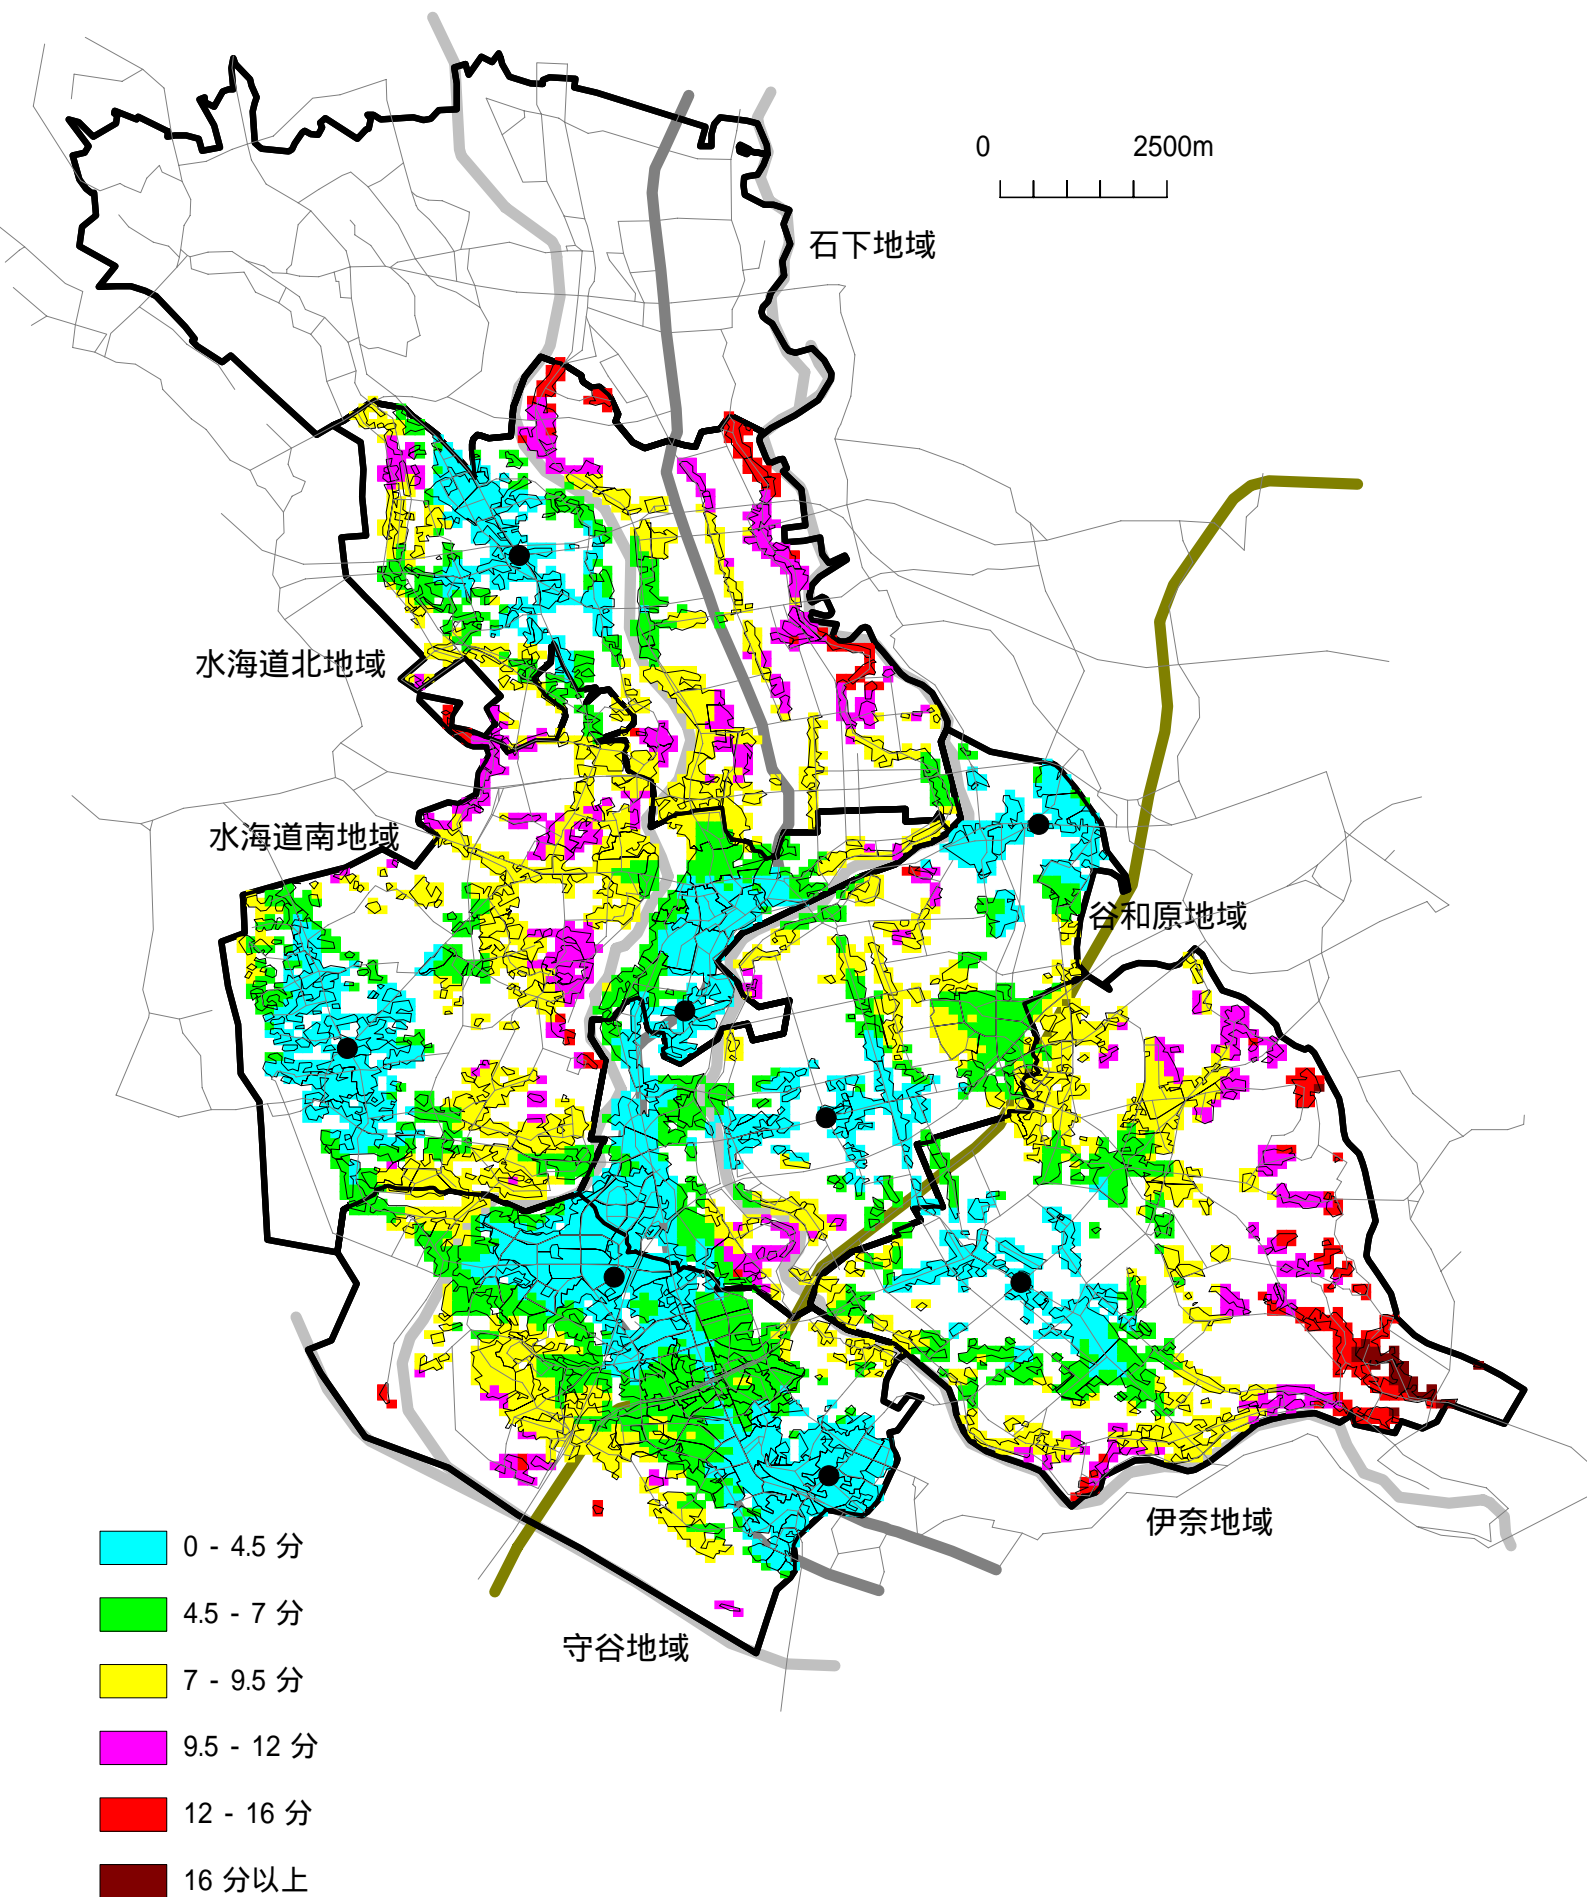 0 2500m
石下地域
水海道北地域
水海道南地域
谷和原地域
伊奈地域
守谷地域
0 - 4.5 分
4.5 - 7 分
7 - 9.5 分
9.5 - 12 分
12 - 16 分
16 分以上